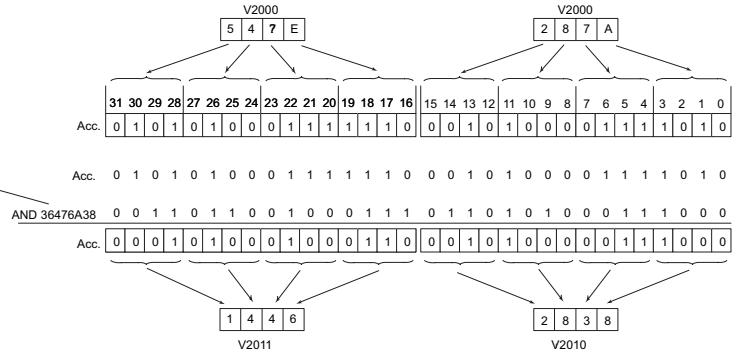 V2000 V2000
5 4 7 E 2 8 7 A
31 30 29 28 27 26 25 24 23 22 21 20 19 18 17 16 15 14 13 12 11 10 9 8 7 6 5 4 3 2 1 0
Acc. 0 1 0 1 0 1 0 0 0 1 1 1 1 1 1 0 0 0 1 0 1 0 0 0 0 1 1 1 1 0 1 0
Acc. 0 1 0 1 0 1 0 0 0 1 1 1 1 1 1 0 0 0 1 0 1 0 0 0 0 1 1 1 1 0 1 0
AND 36476A38 0 0 1 1 0 1 1 0 0 1 0 0 0 1 1 1 0 1 1 0 1 0 1 0 0 0 1 1 1 0 0 0
Acc. 0 0 0 1 0 1 0 0 0 1 0 0 0 1 1 0 0 0 1 0 1 0 0 0 0 0 1 1 1 0 0 0
1 4 4 6 2 8 3 8
V2011 V2010